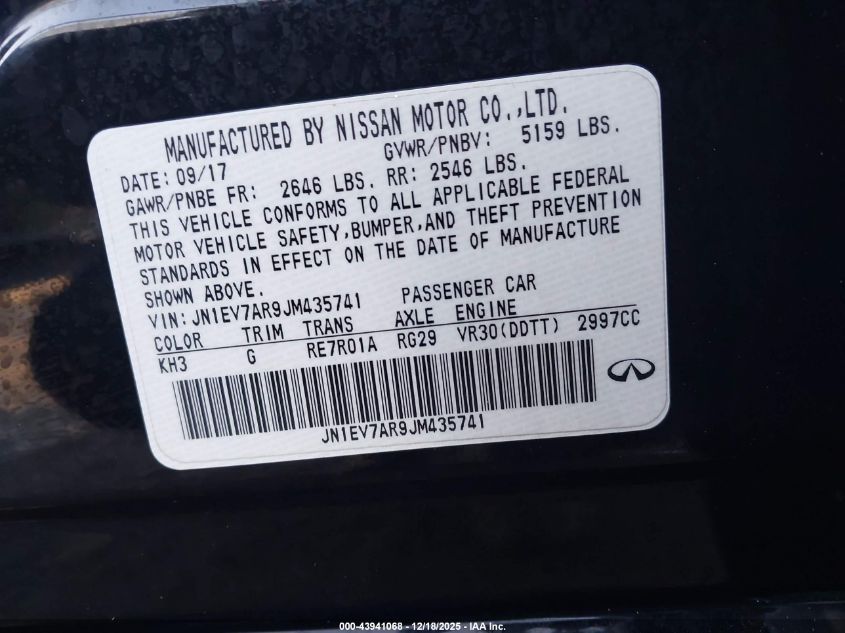 MANUFACTURED BY NISSAN MOTOR CO.,LTD.
DATE: 09/17 GVWR/PNBV: 5159 LBS.
GAWR/PNBE FR: 2646 LBS. RR: 2546 LBS.
THIS VEHICLE CONFORMS TO ALL APPLICABLE FEDERAL
MOTOR VEHICLE SAFETY,BUMPER,AND THEFT PREVENTION
STANDARDS IN EFFECT ON THE DATE OF MANUFACTURE
SHOWN ABOVE.
VIN: JN1EV7AR9JM435741 PASSENGER CAR
COLOR TRIM TRANS AXLE ENGINE
KH3 G RE7R01A RG29 VR30(DDTT) 2997CC
JN1EV7AR9JM435741
000-43941068 - 12/18/2025 - IAA Inc.